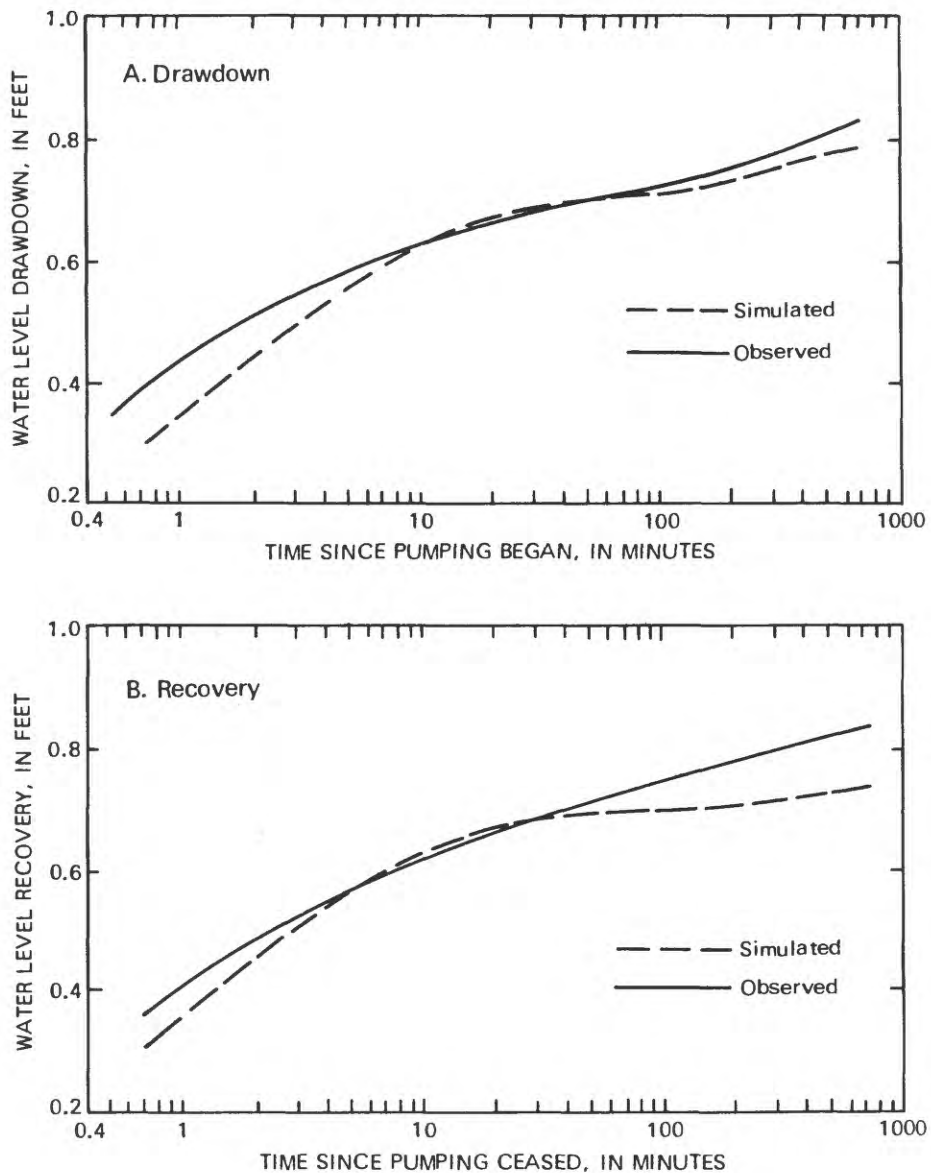 1.0
A. Drawdown
0.8
0.6
0.4
0.2
WATER LEVEL DRAWDOWN, IN FEET
Simulated
Observed
0.4 1 10 100 1000
TIME SINCE PUMPING BEGAN, IN MINUTES
1.0
B. Recovery
0.8
0.6
0.4
0.2
WATER LEVEL RECOVERY, IN FEET
Simulated
Observed
0.4 1 10 100 1000
TIME SINCE PUMPING CEASED, IN MINUTES